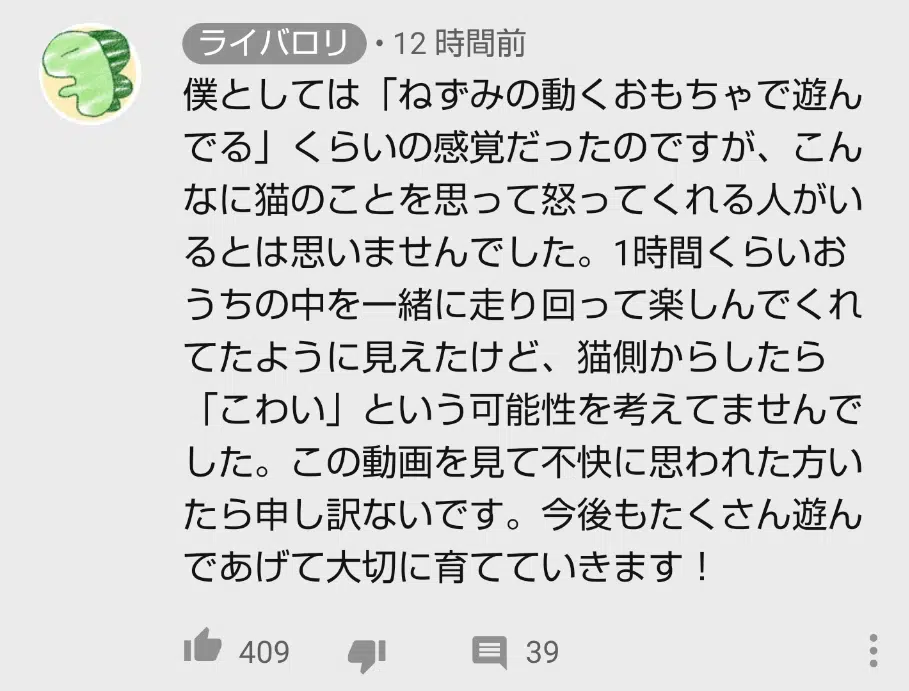 ライバロリ・12 時間前
僕としては「ねずみの動くおもちゃで遊ん
でる」くらいの感覚だったのですが、こん
なに猫のことを思って怒ってくれる人がい
るとは思いませんでした。1時間くらいお
うちの中を一緒に走り回って楽しんでくれ
てたように見えたけど、猫側からしたら
「こわい」という可能性を考えてませんで
した。この動画を見て不快に思われた方い
たら申し訳ないです。今後もたくさん遊ん
であげて大切に育てていきます！
409 39